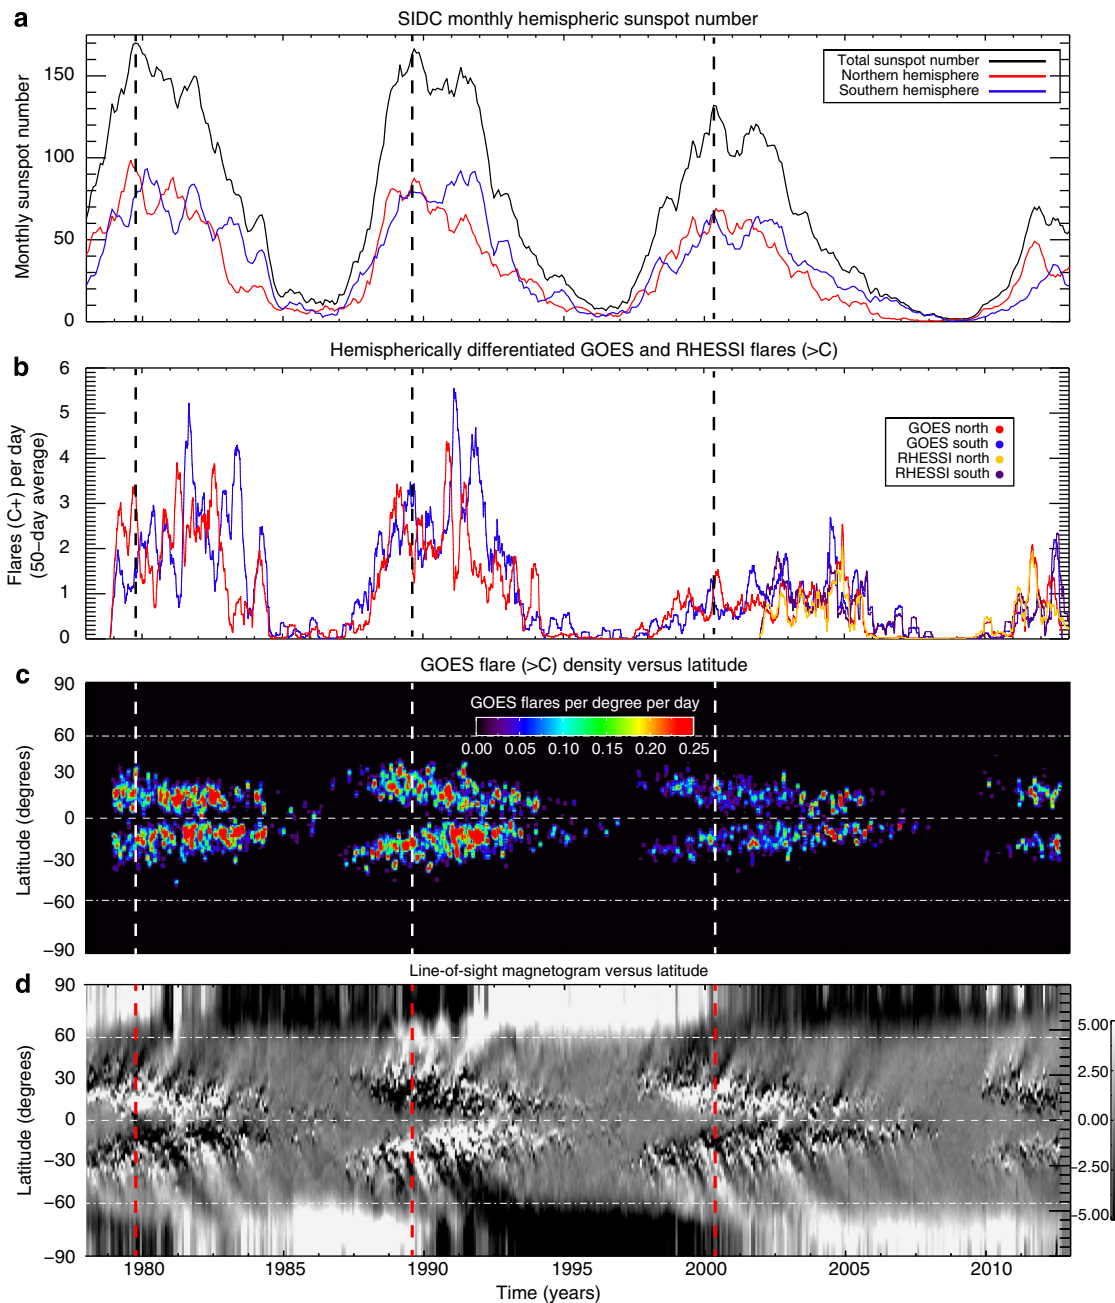 a
SIDC monthly hemispheric sunspot number
Monthly sunspot number
150
100
50
0
Total sunspot number
Northern hemisphere
Southern hemisphere
b
Hemispherically differentiated GOES and RHESSI flares (>C)
Flares (C+) per day
(50−day average)
6
5
4
3
2
1
0
GOES north
GOES south
RHESSI north
RHESSI south
c
GOES flare (>C) density versus latitude
Latitude (degrees)
90
60
30
0
−30
−60
−90
GOES flares per degree per day
0.00 0.05 0.10 0.15 0.20 0.25
d
Line-of-sight magnetogram versus latitude
Latitude (degrees)
90
60
30
0
−30
−60
−90
5.00
2.50
0.00
−2.50
−5.00
1980 1985 1990 1995 2000 2005 2010
Time (years)